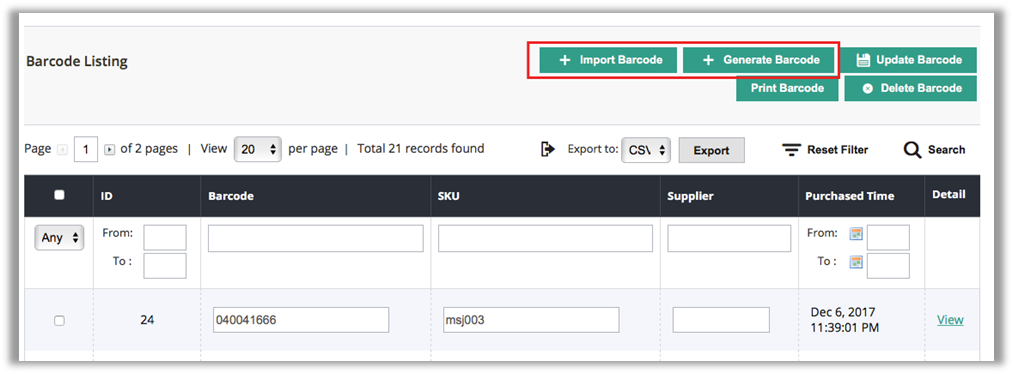 Barcode Listing
Import Barcode
Generate Barcode
Update Barcode
Print Barcode
Delete Barcode
Page 1 of 2 pages | View 20 per page | Total 21 records found
Export to: CSV
Export
Reset Filter
Search
ID Barcode SKU Supplier Purchased Time Detail
Any From: From:
To : To :
24 040041666 msj003 Dec 6, 2017 View
11:39:01 PM